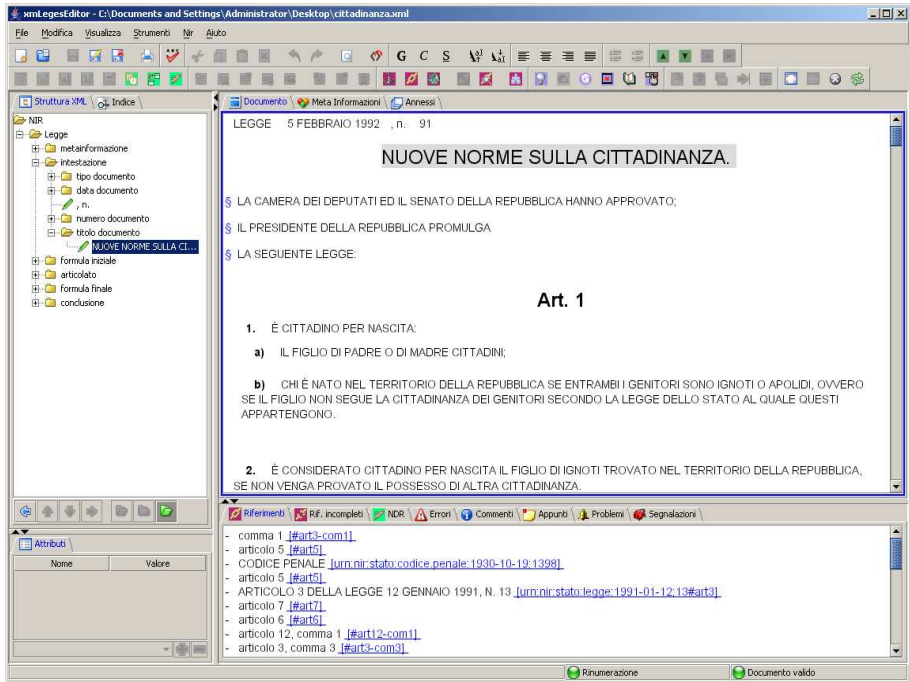 xmLegesEditor - C:\Documents and Settings\Administrator\Desktop\cittadinanza.xml
File Modifica Visualizza Strumenti Nir Aiuto
G C S
Struttura XML Indice
NIR
Legge
metainformazione
intestazione
tipo documento
data documento
, n.
numero documento
titolo documento
NUOVE NORME SULLA CI...
formula iniziale
articolato
formula finale
conclusione
Attributi
Nome Valore
Documento Meta Informazioni Annessi
LEGGE 5 FEBBRAIO 1992 , n. 91
NUOVE NORME SULLA CITTADINANZA.
§ LA CAMERA DEI DEPUTATI ED IL SENATO DELLA REPUBBLICA HANNO APPROVATO;
§ IL PRESIDENTE DELLA REPUBBLICA PROMULGA
§ LA SEGUENTE LEGGE:
Art. 1
1. È CITTADINO PER NASCITA:
a) IL FIGLIO DI PADRE O DI MADRE CITTADINI;
b) CHI È NATO NEL TERRITORIO DELLA REPUBBLICA SE ENTRAMBI I GENITORI SONO IGNOTI O APOLIDI, OVVERO
SE IL FIGLIO NON SEGUE LA CITTADINANZA DEI GENITORI SECONDO LA LEGGE DELLO STATO AL QUALE QUESTI
APPARTENGONO.
2. È CONSIDERATO CITTADINO PER NASCITA IL FIGLIO DI IGNOTI TROVATO NEL TERRITORIO DELLA REPUBBLICA,
SE NON VENGA PROVATO IL POSSESSO DI ALTRA CITTADINANZA.
Riferimenti Rif. incompleti NDR Errori Commenti Appunti Problemi Segnalazioni
- comma 1 [#art3-com1]
- articolo 5 [#art5]
- CODICE PENALE [urn:nir:stato:codice.penale:1930-10-19;1398]
- articolo 5 [#art5]
- ARTICOLO 3 DELLA LEGGE 12 GENNAIO 1991, N. 13 [urn:nir:stato:legge:1991-01-12;13#art3]
- articolo 7 [#art7]
- articolo 6 [#art6]
- articolo 12, comma 1 [#art12-com1]
- articolo 3, comma 3 [#art3-com3]
Rinumerazione Documento valido